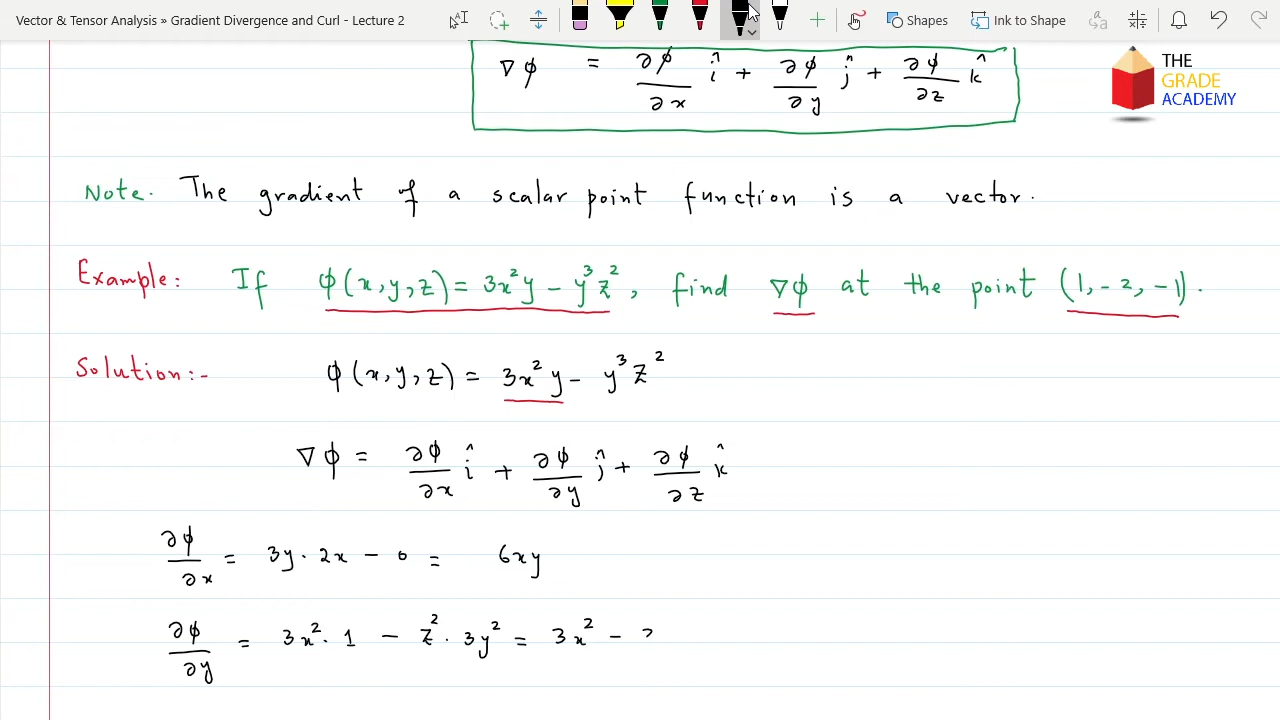 Vector & Tensor Analysis » Gradient Divergence and Curl - Lecture 2
Shapes
Ink to Shape
THE
GRADE
ACADEMY
∇φ = ∂φ/∂x î + ∂φ/∂y ĵ + ∂φ/∂z k̂
Note. The gradient of a scalar point function is a vector.
Example: If φ(x,y,z) = 3x²y − y³z², find ∇φ at the point (1, -2, -1).
Solution:- φ(x,y,z) = 3x²y − y³z²
∇φ = ∂φ/∂x î + ∂φ/∂y ĵ + ∂φ/∂z k̂
∂φ/∂x = 3y · 2x − 0 = 6xy
∂φ/∂y = 3x² · 1 − z² · 3y² = 3x² −